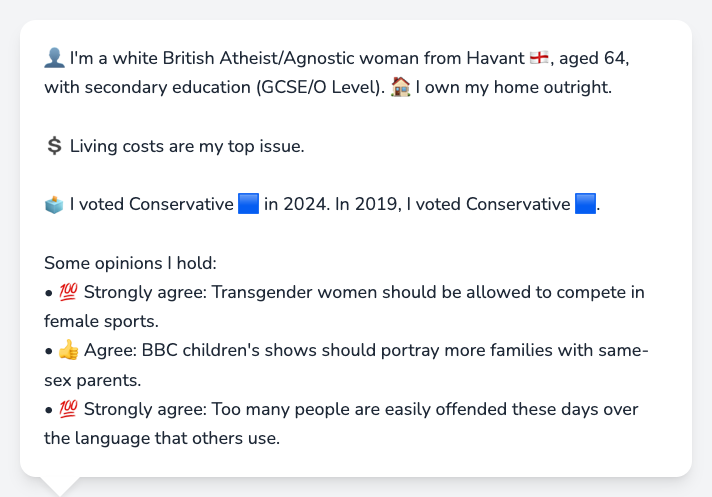 👤 I'm a white British Atheist/Agnostic woman from Havant 🏴󠁧󠁢󠁥󠁮󠁧󠁿, aged 64,
with secondary education (GCSE/O Level). 🏠 I own my home outright.
💲 Living costs are my top issue.
🗳️ I voted Conservative 🟦 in 2024. In 2019, I voted Conservative 🟦.
Some opinions I hold:
• 💯 Strongly agree: Transgender women should be allowed to compete in
female sports.
• 👍 Agree: BBC children's shows should portray more families with same-
sex parents.
• 💯 Strongly agree: Too many people are easily offended these days over
the language that others use.